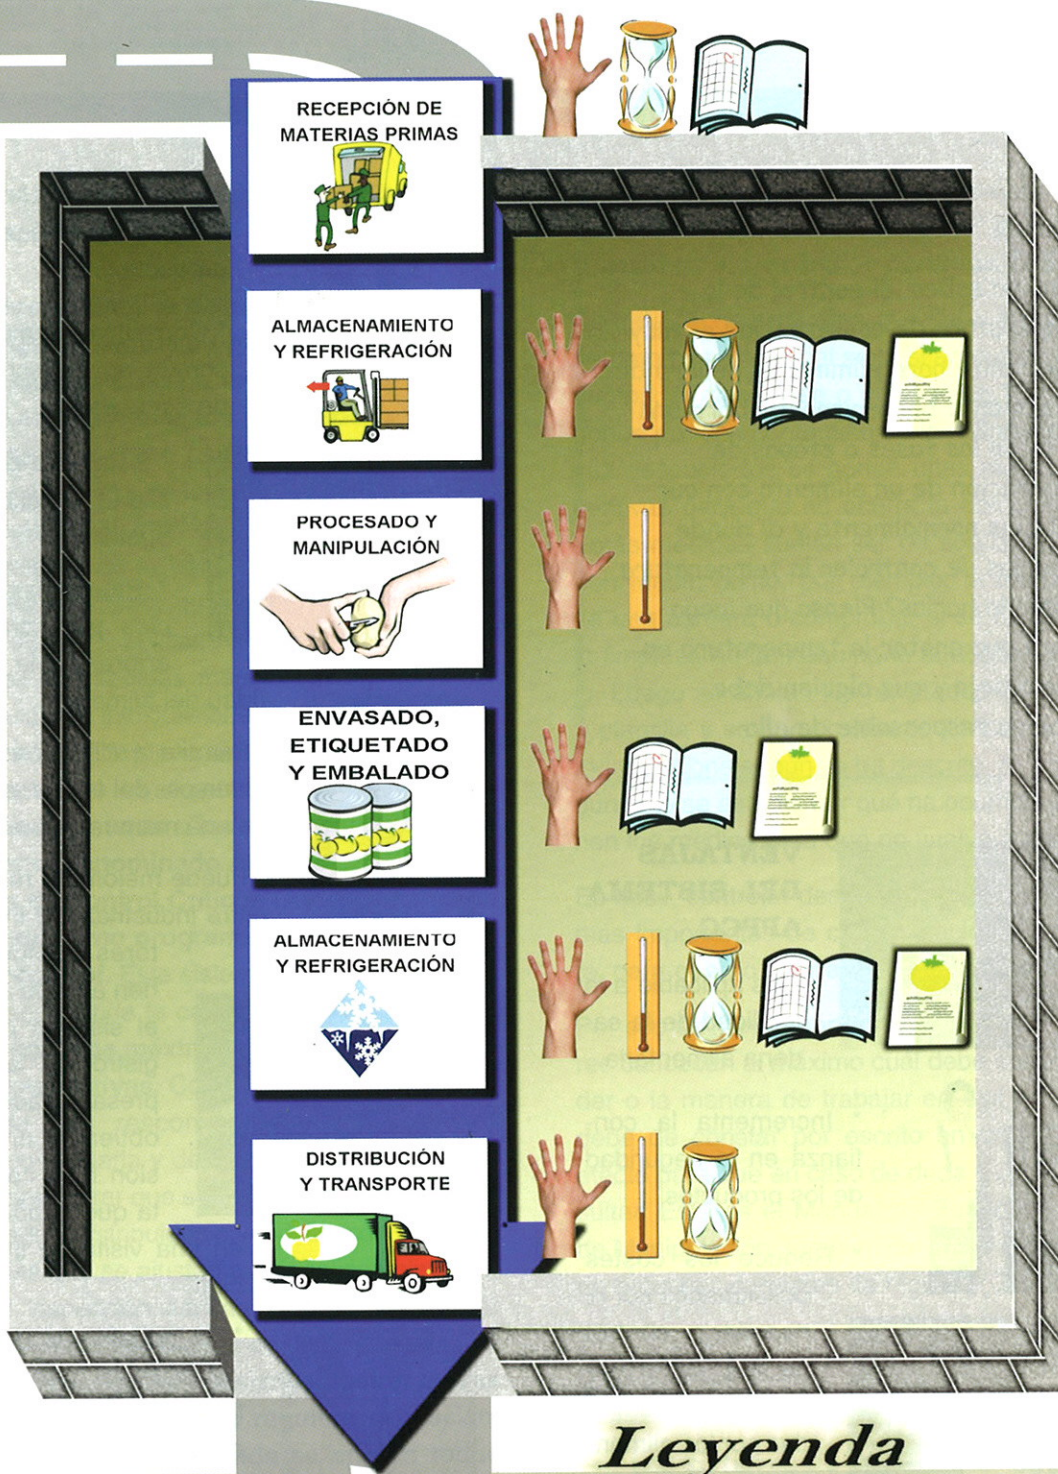 RECEPCIÓN DE
MATERIAS PRIMAS
ALMACENAMIENTO
Y REFRIGERACIÓN
PROCESADO Y
MANIPULACIÓN
ENVASADO,
ETIQUETADO
Y EMBALADO
ALMACENAMIENTO
Y REFRIGERACIÓN
DISTRIBUCIÓN
Y TRANSPORTE
Leyenda